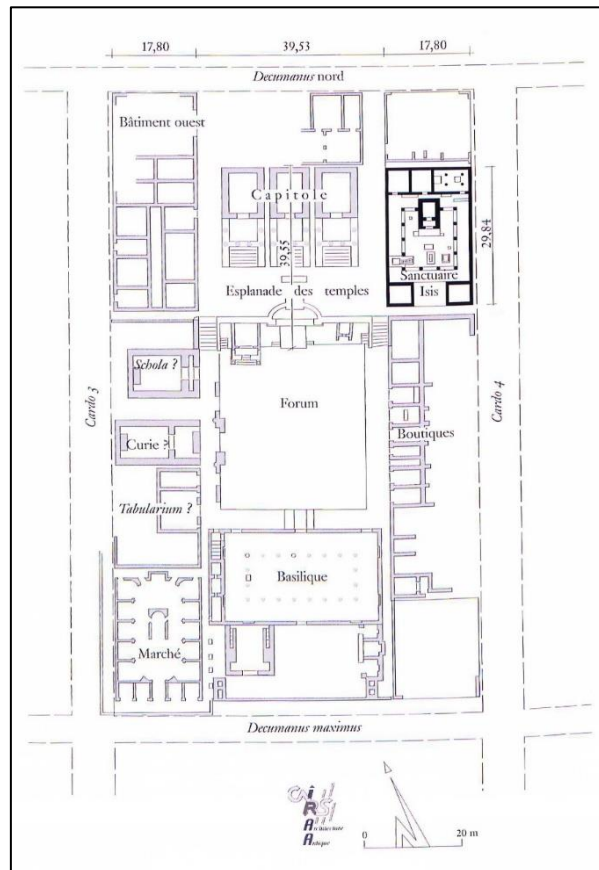 17,80 39,53 17,80
Decumanus nord
Bâtiment ouest
Capitole
39,55
29,84
Sanctuaire
Isis
Esplanade des temples
Schola ?
Cardo 3
Forum
Boutiques
Cardo 4
Curie ?
Tabularium ?
Basilique
Marché
Decumanus maximus
0 20 m